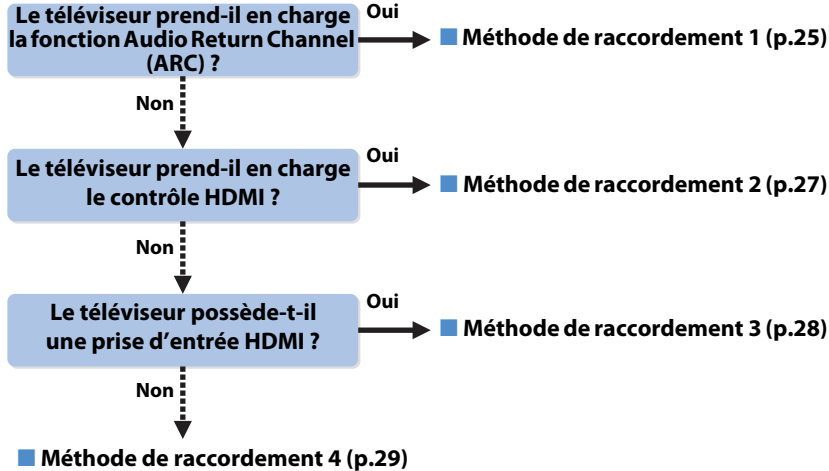 Le téléviseur prend-il en charge
la fonction Audio Return Channel
(ARC) ?
Oui
■ Méthode de raccordement 1 (p.25)
Non
Le téléviseur prend-il en charge
le contrôle HDMI ?
Oui
■ Méthode de raccordement 2 (p.27)
Non
Le téléviseur possède-t-il
une prise d’entrée HDMI ?
Oui
■ Méthode de raccordement 3 (p.28)
Non
■ Méthode de raccordement 4 (p.29)